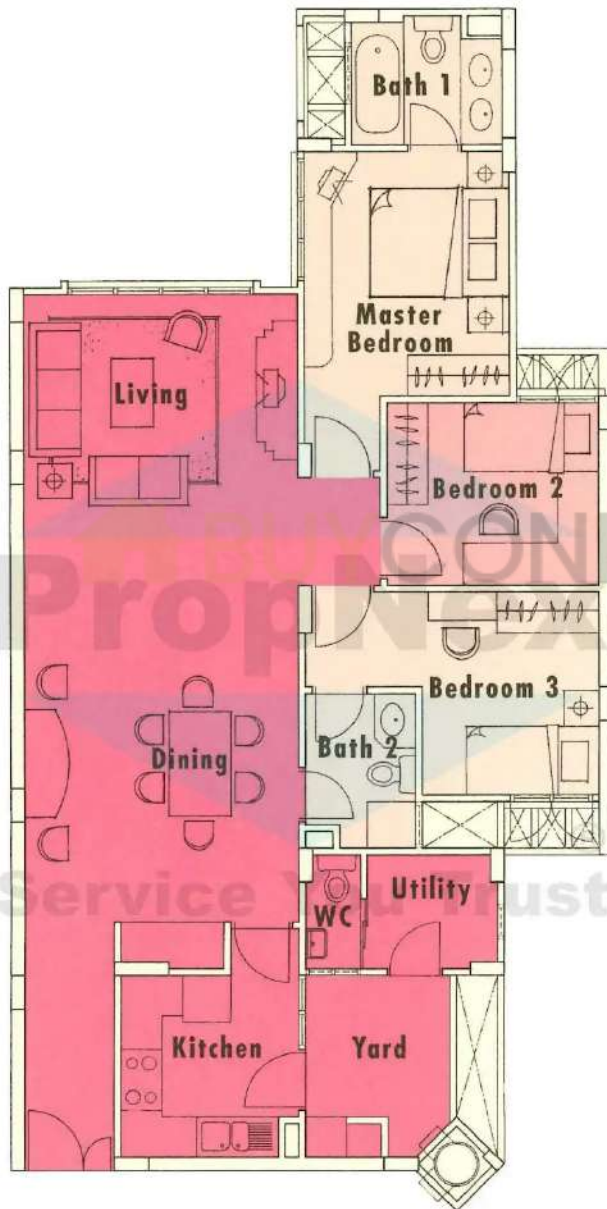 Bath 1
Master
Bedroom
Living
Bedroom 2
BUYCON
PropNex
Bedroom 3
Dining
Bath 2
Service You Trust
Utility
WC
Kitchen
Yard